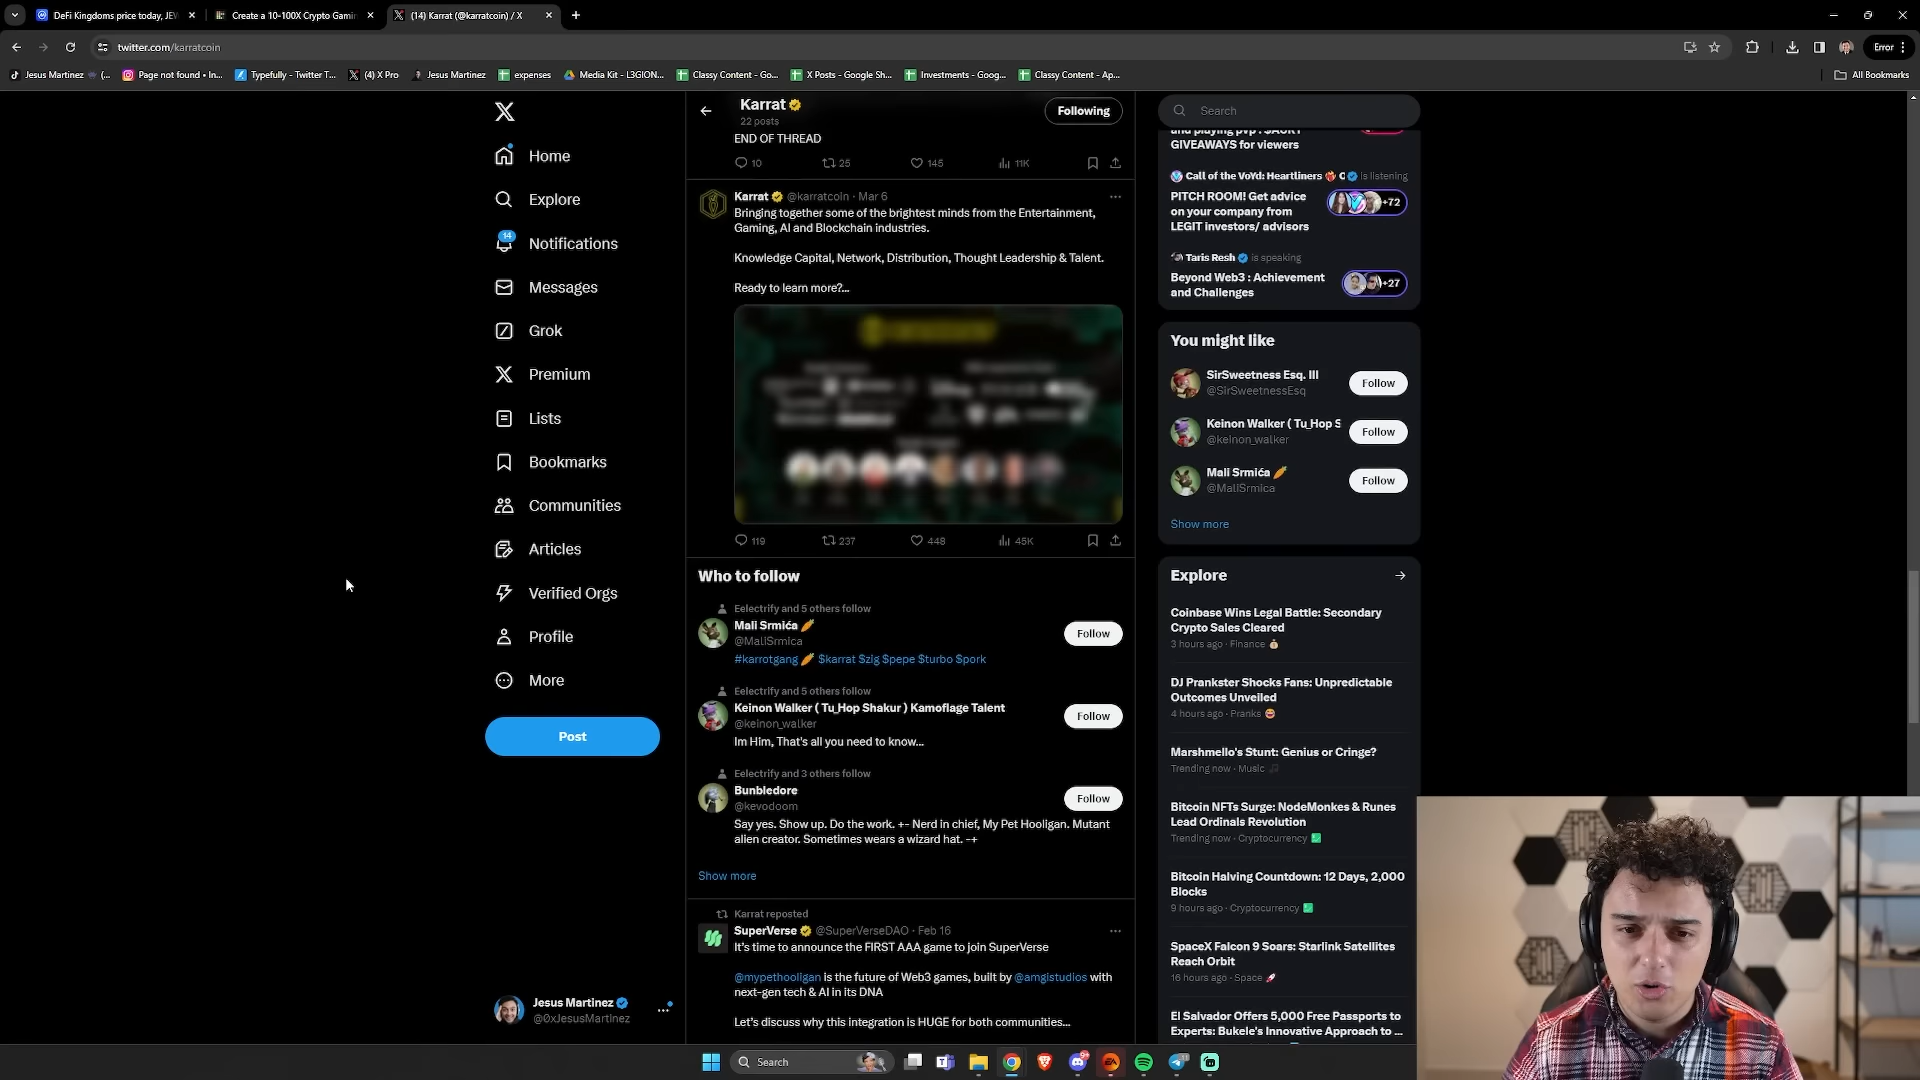 DeFi Kingdoms price today, JEW
Create a 10-100X Crypto Gamin
(14) Karrat (@karratcoin) / X
twitter.com/karratcoin
Error
Jesus Martinez (...
Page not found • In...
Typefully - Twitter T...
(4) X Pro
Jesus Martinez
expenses
Media Kit - L3GION...
Classy Content - Go...
X Posts - Google Sh...
Investments - Goog...
Classy Content - Ap...
All Bookmarks
Home
Explore
14
Notifications
Messages
Grok
Premium
Lists
Bookmarks
Communities
Articles
Verified Orgs
Profile
More
Post
Jesus Martinez
@0xJesusMartinez
Karrat
22 posts
Following
END OF THREAD
10 25 145 11K
Karrat @karratcoin · Mar 6
Bringing together some of the brightest minds from the Entertainment,
Gaming, AI and Blockchain industries.
Knowledge Capital, Network, Distribution, Thought Leadership & Talent.
Ready to learn more?...
119 237 448 45K
Who to follow
Eelectrify and 5 others follow
Mali Srmića 🥕
@MaliSrmica
Follow
#karrotgang 🥕 $karrat $zig $pepe $turbo $pork
Eelectrify and 5 others follow
Keinon Walker ( Tu_Hop Shakur ) Kamoflage Talent
@keinon_walker
Follow
Im Him, That's all you need to know...
Eelectrify and 3 others follow
Bunbledore
@kevodoom
Follow
Say yes. Show up. Do the work. +- Nerd in chief, My Pet Hooligan. Mutant
alien creator. Sometimes wears a wizard hat. -+
Show more
Karrat reposted
SuperVerse @SuperVerseDAO · Feb 16
It's time to announce the FIRST AAA game to join SuperVerse
@mypethooligan is the future of Web3 games, built by @amgistudios with
next-gen tech & AI in its DNA
Let's discuss why this integration is HUGE for both communities...
Search
and playing pvp : $AURY
GIVEAWAYS for viewers
Call of the VoYd: Heartliners C is listening
PITCH ROOM! Get advice
on your company from
LEGIT investors/ advisors
+72
Taris Resh is speaking
Beyond Web3 : Achievement
and Challenges
+27
You might like
SirSweetness Esq. III
@SirSweetnessEsq
Follow
Keinon Walker ( Tu_Hop S
@keinon_walker
Follow
Mali Srmića 🥕
@MaliSrmica
Follow
Show more
Explore
Coinbase Wins Legal Battle: Secondary
Crypto Sales Cleared
3 hours ago · Finance 💰
DJ Prankster Shocks Fans: Unpredictable
Outcomes Unveiled
4 hours ago · Pranks 😂
Marshmello's Stunt: Genius or Cringe?
Trending now · Music 🎵
Bitcoin NFTs Surge: NodeMonkes & Runes
Lead Ordinals Revolution
Trending now · Cryptocurrency 💹
Bitcoin Halving Countdown: 12 Days, 2,000
Blocks
9 hours ago · Cryptocurrency 💹
SpaceX Falcon 9 Soars: Starlink Satellites
Reach Orbit
16 hours ago · Space 🚀
El Salvador Offers 5,000 Free Passports to
Experts: Bukele's Innovative Approach to ...
Search